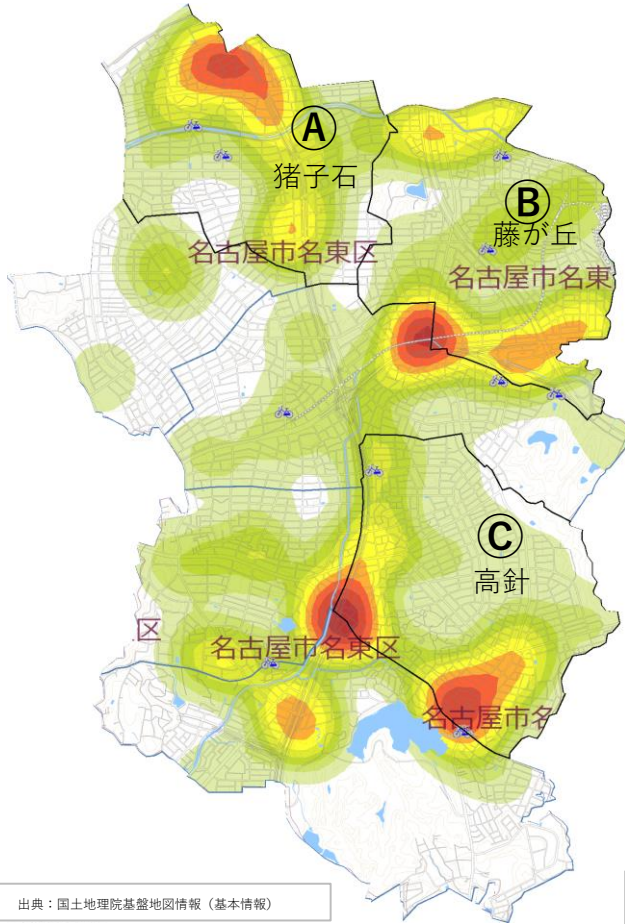 Ⓐ
猪子石
名古屋市名東区
Ⓑ
藤が丘
名古屋市名東
Ⓒ
高針
区
名古屋市名東区
名古屋市名
出典：国土地理院基盤地図情報（基本情報）